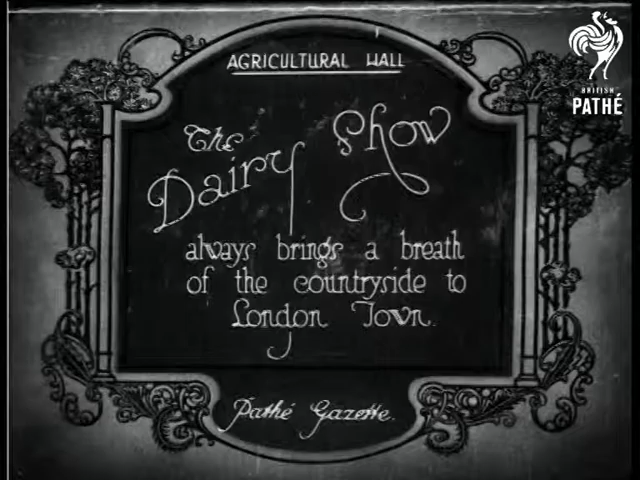 AGRICULTURAL HALL
The Dairy Show
always brings a breath
of the countryside to
London Town.
Pathé Gazette.
BRITISH
PATHÉ